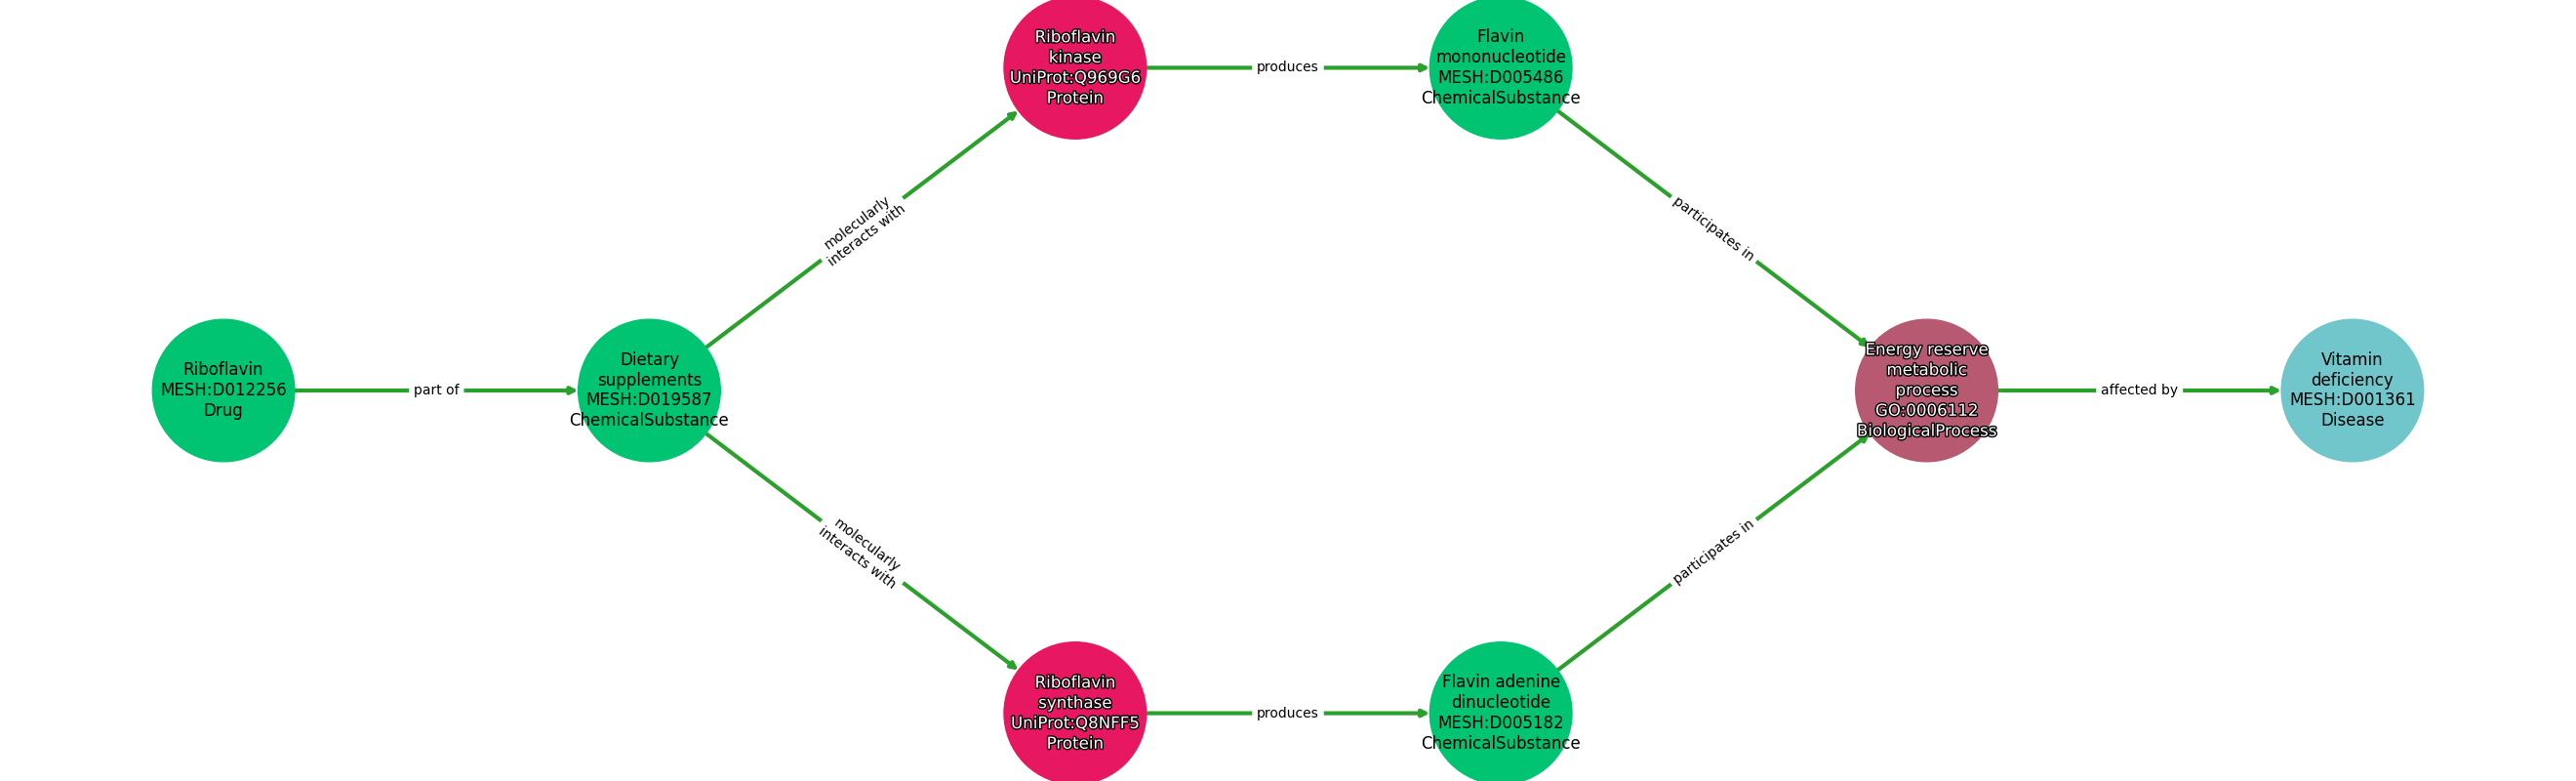 Riboflavin
kinase
UniProt:Q969G6
Protein
produces
Flavin
mononucleotide
MESH:D005486
ChemicalSubstance
molecularly
interacts with
participates in
Riboflavin
MESH:D012256
Drug
part of
Dietary
supplements
MESH:D019587
ChemicalSubstance
Energy reserve
metabolic
process
GO:0006112
BiologicalProcess
affected by
Vitamin
deficiency
MESH:D001361
Disease
molecularly
interacts with
participates in
Riboflavin
synthase
UniProt:Q8NFF5
Protein
produces
Flavin adenine
dinucleotide
MESH:D005182
ChemicalSubstance